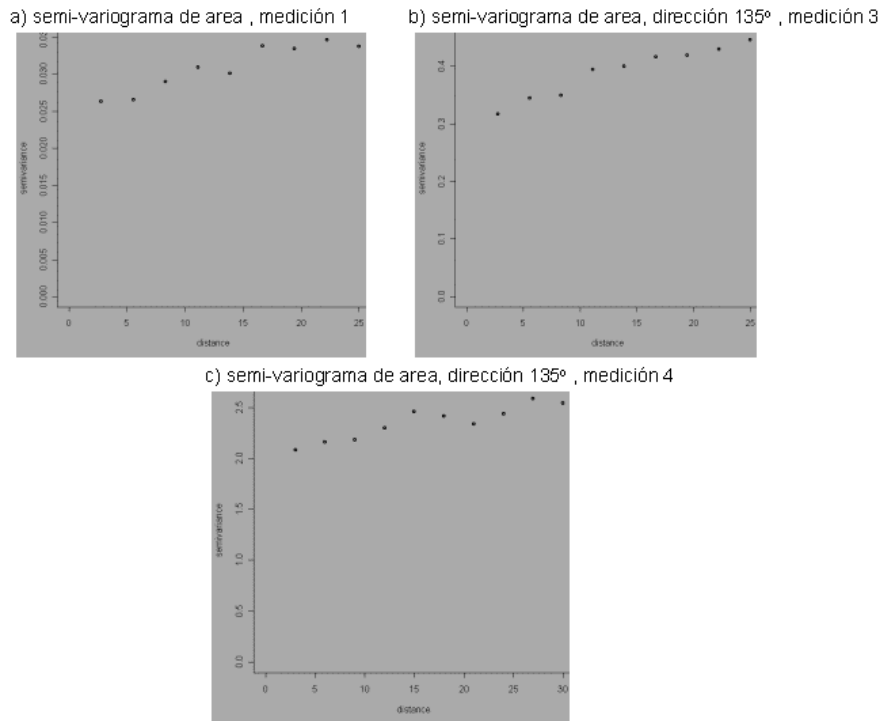 a) semi-variograma de area , medición 1
b) semi-variograma de area, dirección 135º , medición 3
semivariance
0.000
0.005
0.010
0.015
0.020
0.025
0.030
0 5 10 15 20 25
distance
semivariance
0.0
0.1
0.2
0.3
0.4
0 5 10 15 20 25
distance
c) semi-variograma de area, dirección 135º , medición 4
semivariance
0.0
0.5
1.0
1.5
2.0
2.5
0 5 10 15 20 25 30
distance